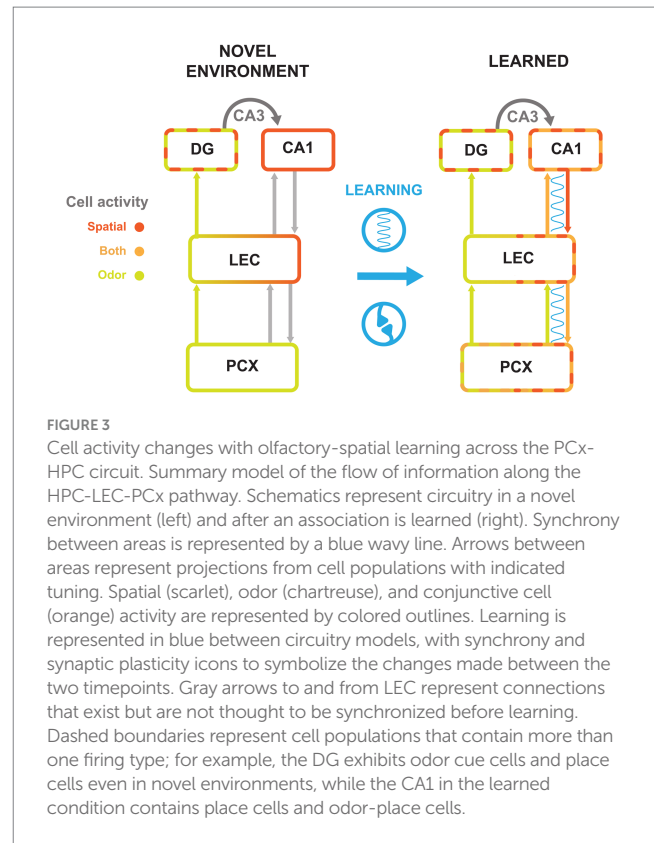 NOVEL
ENVIRONMENT
LEARNED
CA3
CA3
DG
CA1
DG
CA1
Cell activity
Spatial
Both
Odor
LEARNING
LEC
LEC
PCX
PCX
FIGURE 3
Cell activity changes with olfactory-spatial learning across the PCx-
HPC circuit. Summary model of the flow of information along the
HPC-LEC-PCx pathway. Schematics represent circuitry in a novel
environment (left) and after an association is learned (right). Synchrony
between areas is represented by a blue wavy line. Arrows between
areas represent projections from cell populations with indicated
tuning. Spatial (scarlet), odor (chartreuse), and conjunctive cell
(orange) activity are represented by colored outlines. Learning is
represented in blue between circuitry models, with synchrony and
synaptic plasticity icons to symbolize the changes made between the
two timepoints. Gray arrows to and from LEC represent connections
that exist but are not thought to be synchronized before learning.
Dashed boundaries represent cell populations that contain more than
one firing type; for example, the DG exhibits odor cue cells and place
cells even in novel environments, while the CA1 in the learned
condition contains place cells and odor-place cells.